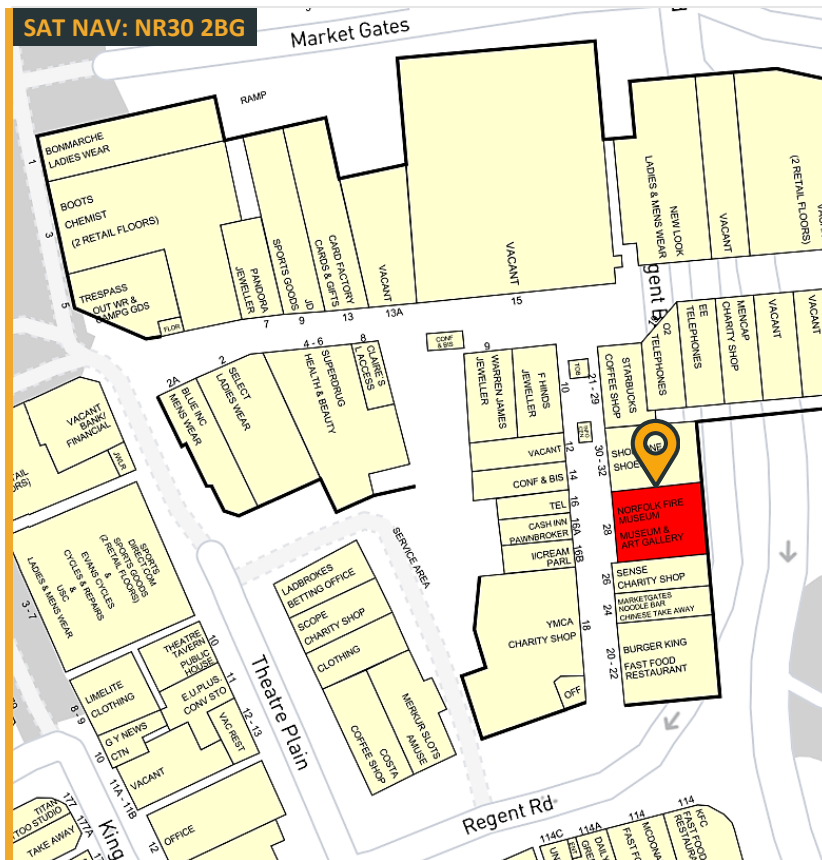 SAT NAV: NR30 2BG
Market Gates
RAMP
BONMARCHE
LADIES WEAR
1
BOOTS
CHEMIST
(2 RETAIL FLOORS)
3
TRESPASS
OUT WR &
CAMPG GDS
5
FLOR
PANDORA
JEWELLER
7
SPORTS GOODS
JD
9
CARD FACTORY
CARDS & GIFTS
13
VACANT
13A
VACANT
15
NEW LOOK
LADIES & MENS WEAR
VACANT
(2 RETAIL FLOORS)
O2
TELEPHONES
EE
TELEPHONES
MENCAP
CHARITY SHOP
VACANT
VACANT
CONF
& BIS
2A
BLUE INC
MENS WEAR
2
SELECT
LADIES WEAR
4 - 6
SUPERDRUG
HEALTH & BEAUTY
8
CLAIRE'S
L ACCESS
9
WARREN JAMES
JEWELLER
F HINDS
JEWELLER
10
STARBUCKS
COFFEE SHOP
21 - 29
VACANT
12
CONF & BIS
14
TEL
16
CASH INN
PAWNBROKER
16A
I/CREAM
PARL
16B
30 - 32
NORFOLK FIRE
MUSEUM
MUSEUM &
ART GALLERY
28
SENSE
CHARITY SHOP
26
MARKETGATES
NOODLE BAR
CHINESE TAKE AWAY
24
BURGER KING
FAST FOOD
RESTAURANT
20 - 22
YMCA
CHARITY SHOP
18
OFF
VACANT
BANK/
FINANCIAL
JWLR
SPORTS
DIRECT.COM
SPORTS GOODS
(2 RETAIL FLOORS)
&
EVANS CYCLES
CYCLES & REPAIRS
&
USC
LADIES & MENS WEAR
3 - 7
SERVICE AREA
LADBROKES
BETTING OFFICE
SCOPE
CHARITY SHOP
CLOTHING
COSTA
COFFEE SHOP
MERKUR SLOTS
AMUSE
Theatre Plain
THEATRE
TAVERN
PUBLIC
HOUSE
10
E.U.PLUS.
CONV STO
11
VAC REST
12 - 13
LIMELITE
CLOTHING
8 - 9
G Y NEWS
CTN
10
VACANT
11A - 11B
OFFICE
12
King
TITAN
177
TAKE AWAY
177A
Regent Rd
114C
114A
114
114
KFC
FAST FOOD